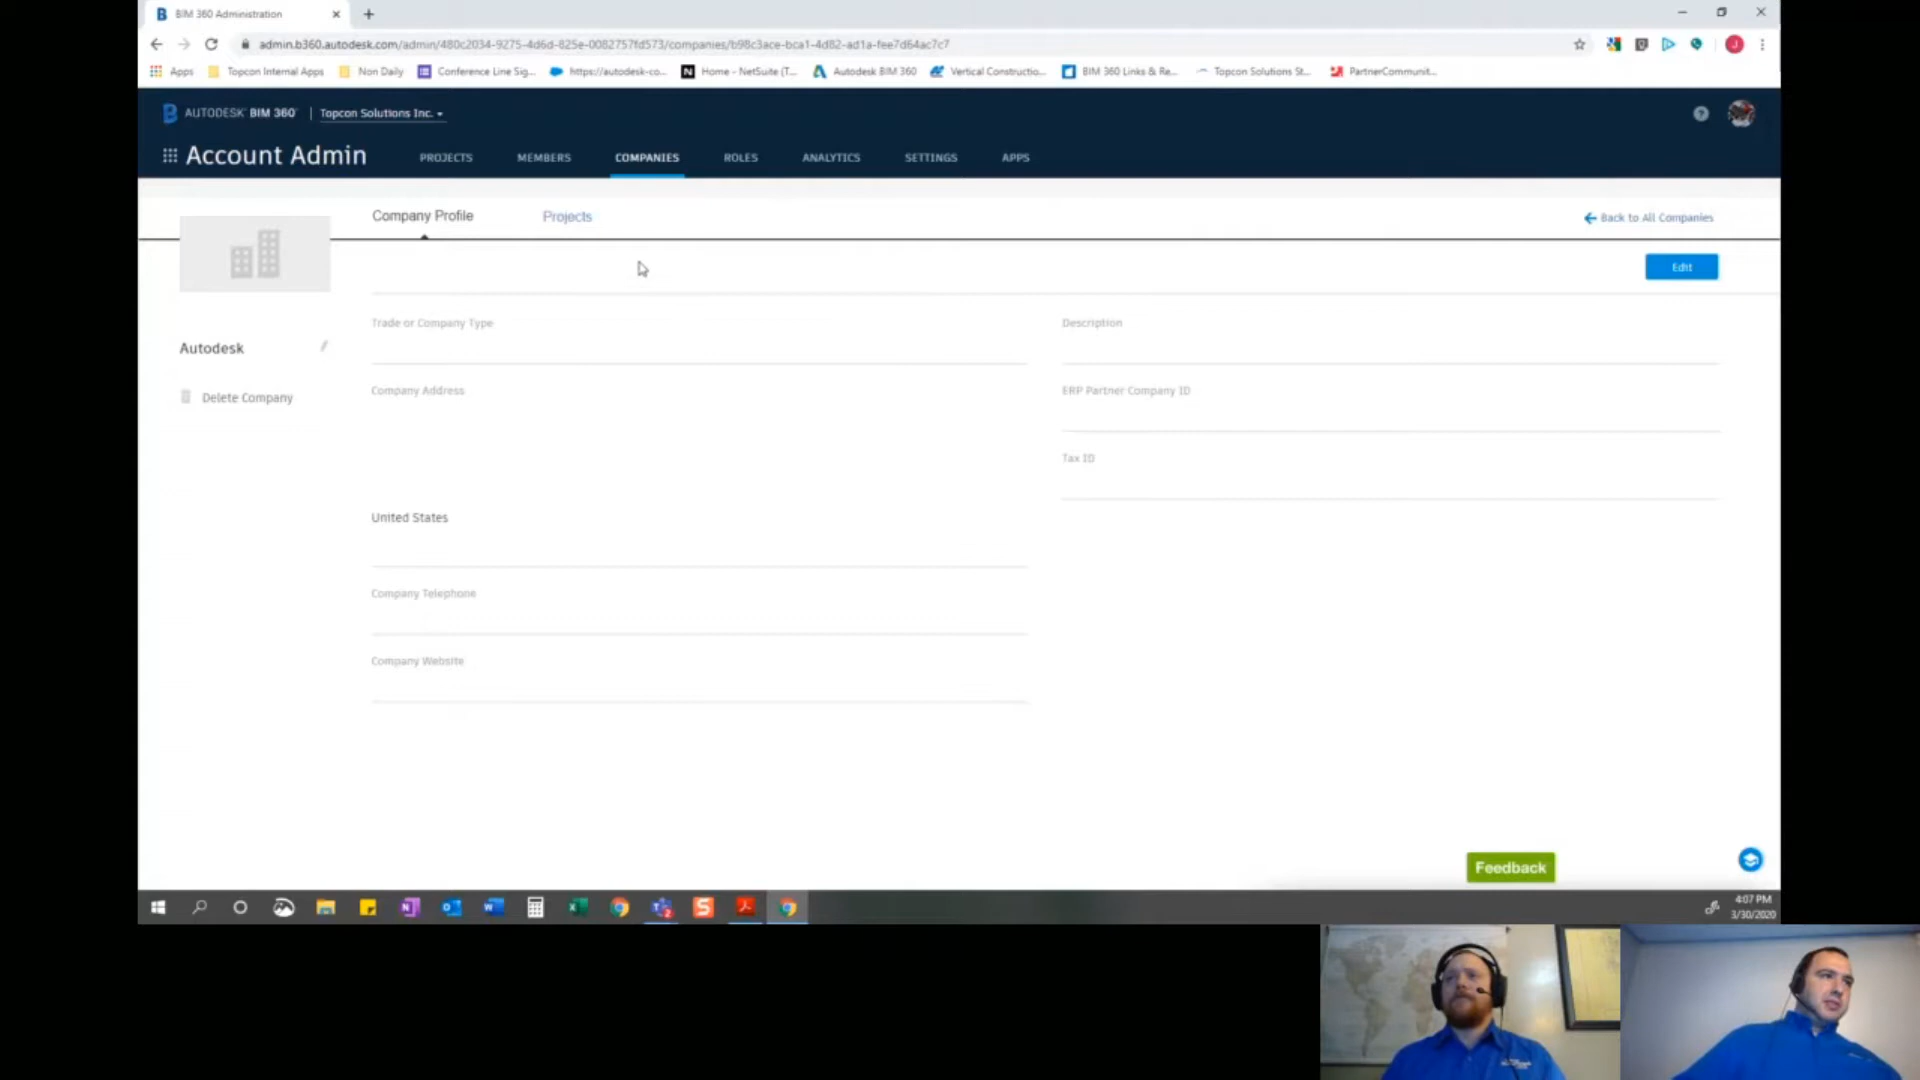 BIM 360 Administration
admin.b360.autodesk.com/admin/480c2034-9275-4d6d-825e-0082757fd573/companies/b98c3ace-bca1-4d82-ad1a-fee7d64ac7c7
Apps Topcon Internal Apps Non Daily Conference Line Sig... https://autodesk-co... Home - NetSuite (T... Autodesk BIM 360 Vertical Constructio... BIM 360 Links & Re... Topcon Solutions St... PartnerCommunit...
AUTODESK BIM 360 | Topcon Solutions Inc.
Account Admin PROJECTS MEMBERS COMPANIES ROLES ANALYTICS SETTINGS APPS
Company Profile Projects Back to All Companies
Edit
Trade or Company Type Description
Autodesk
Company Address ERP Partner Company ID
Delete Company
Tax ID
United States
Company Telephone
Company Website
Feedback
4:07 PM
3/30/2020